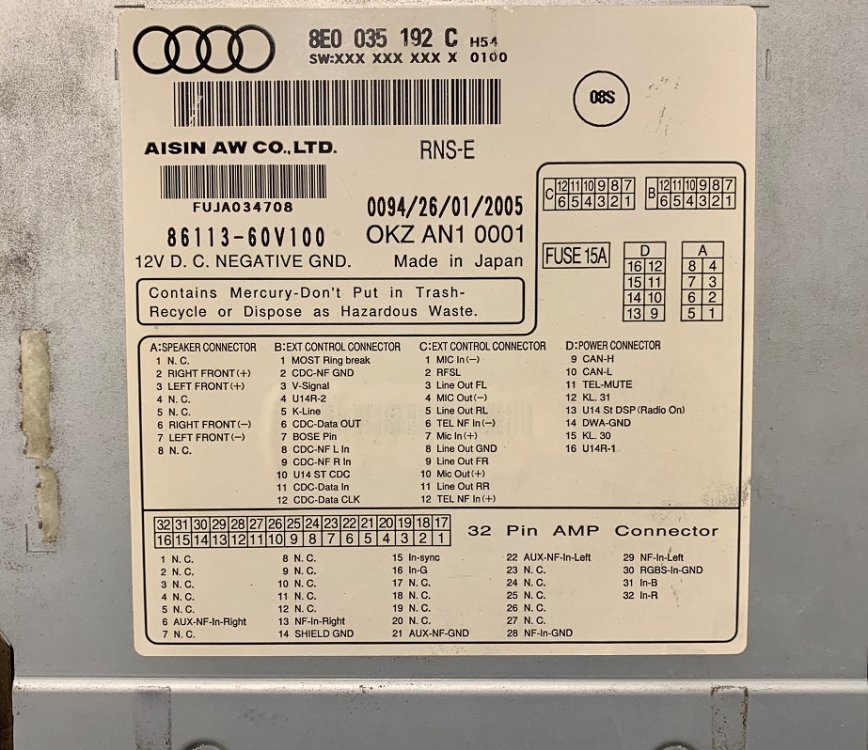 8E0 035 192 C H54
SW:XXX XXX XXX X 0100
08S
AISIN AW CO.,LTD. RNS-E
FUJA034708
0094/26/01/2005
86113-60V100 OKZ AN1 0001
12V D. C. NEGATIVE GND. Made in Japan
Contains Mercury-Don't Put in Trash-
Recycle or Dispose as Hazardous Waste.
C 12 11 10 9 8 7
6 5 4 3 2 1
B 12 11 10 9 8 7
6 5 4 3 2 1
FUSE 15A
D
16 12
15 11
14 10
13 9
A
8 4
7 3
6 2
5 1
A:SPEAKER CONNECTOR
1 N. C.
2 RIGHT FRONT(+)
3 LEFT FRONT(+)
4 N. C.
5 N. C.
6 RIGHT FRONT(-)
7 LEFT FRONT(-)
8 N. C.
B:EXT CONTROL CONNECTOR
1 MOST Ring break
2 CDC-NF GND
3 V-Signal
4 U14R-2
5 K-Line
6 CDC-Data OUT
7 BOSE Pin
8 CDC-NF L In
9 CDC-NF R In
10 U14 ST CDC
11 CDC-Data In
12 CDC-Data CLK
C:EXT CONTROL CONNECTOR
1 MIC In(-)
2 RFSL
3 Line Out FL
4 MIC Out(-)
5 Line Out RL
6 TEL NF In(-)
7 Mic In(+)
8 Line Out GND
9 Line Out FR
10 Mic Out(+)
11 Line Out RR
12 TEL NF In(+)
D:POWER CONNECTOR
9 CAN-H
10 CAN-L
11 TEL-MUTE
12 KL. 31
13 U14 St DSP(Radio On)
14 DWA-GND
15 KL. 30
16 U14R-1
32 31 30 29 28 27 26 25 24 23 22 21 20 19 18 17
16 15 14 13 12 11 10 9 8 7 6 5 4 3 2 1
32 Pin AMP Connector
1 N. C.
2 N. C.
3 N. C.
4 N. C.
5 N. C.
6 AUX-NF-In-Right
7 N. C.
8 N. C.
9 N. C.
10 N. C.
11 N. C.
12 N. C.
13 NF-In-Right
14 SHIELD GND
15 In-sync
16 In-G
17 N. C.
18 N. C.
19 N. C.
20 N. C.
21 AUX-NF-GND
22 AUX-NF-In-Left
23 N. C.
24 N. C.
25 N. C.
26 N. C.
27 N. C.
28 NF-In-GND
29 NF-In-Left
30 RGBS-In-GND
31 In-B
32 In-R